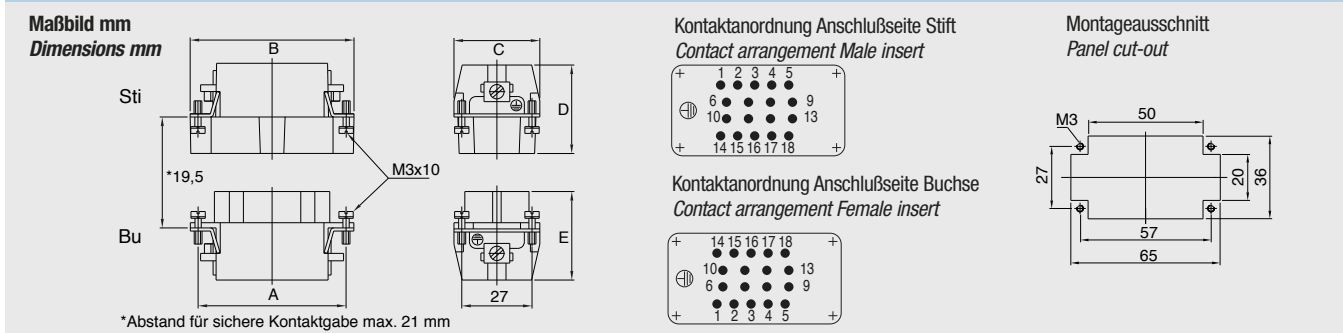 Maßbild mm
Dimensions mm
B
C
Sti
D
*19,5
M3x10
Bu
E
A
27
*Abstand für sichere Kontaktgabe max. 21 mm
Kontaktanordnung Anschlußseite Stift
Contact arrangement Male insert
1 2 3 4 5
6 9
10 13
14 15 16 17 18
Kontaktanordnung Anschlußseite Buchse
Contact arrangement Female insert
14 15 16 17 18
10 13
6 9
1 2 3 4 5
Montageausschnitt
Panel cut-out
M3
50
27
20
36
57
65